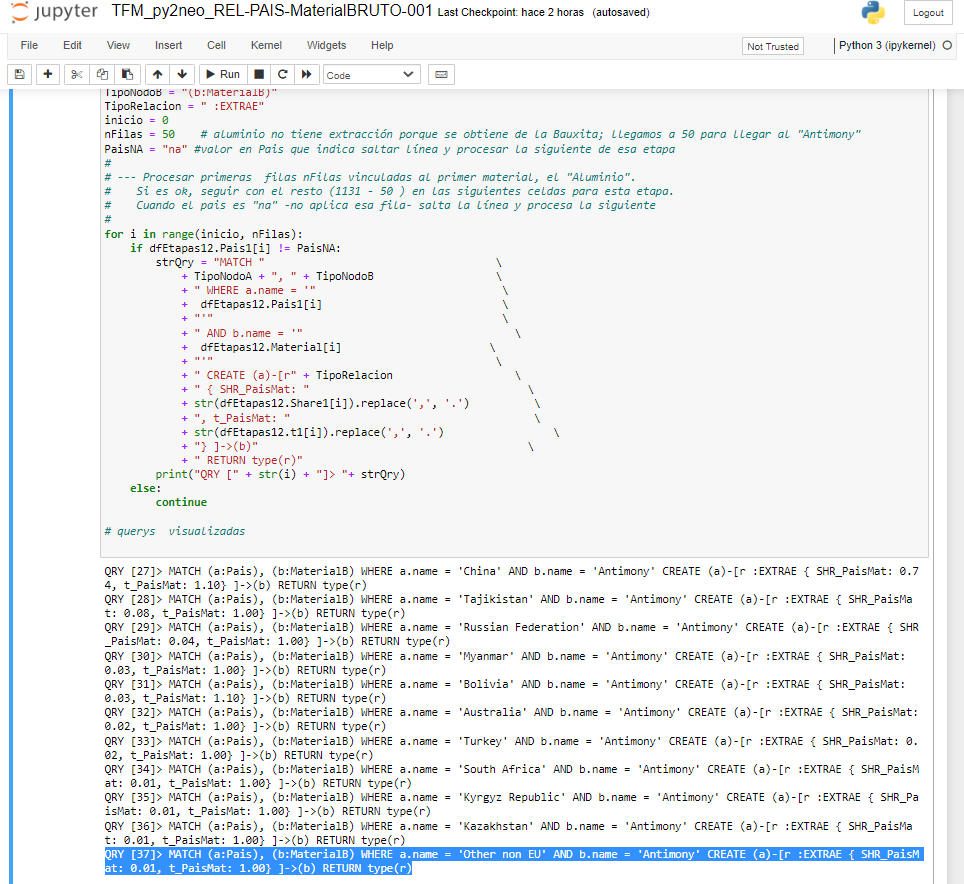 jupyter TFM_py2neo_REL-PAIS-MaterialBRUTO-001 Last Checkpoint: hace 2 horas (autosaved)
Logout
File Edit View Insert Cell Kernel Widgets Help
Not Trusted Python 3 (ipykernel)
Run Code
TipoNodoB = "(b:MaterialB)"
TipoRelacion = " :EXTRAE"
inicio = 0
nFilas = 50    # aluminio no tiene extracción porque se obtiene de la Bauxita; llegamos a 50 para llegar al "Antimony"
PaisNA = "na" #valor en Pais que indica saltar línea y procesar la siguiente de esa etapa
#
# --- Procesar primeras  filas nFilas vinculadas al primer material, el "Aluminio".
#    Si es ok, seguir con el resto (1131 - 50 ) en las siguientes celdas para esta etapa.
#    Cuando el pais es "na" -no aplica esa fila- salta la línea y procesa la siguiente
#
for i in range(inicio, nFilas):
    if dfEtapas12.Pais1[i] != PaisNA:
        strQry = "MATCH " \
            + TipoNodoA + ", " + TipoNodoB \
            + " WHERE a.name = '" \
            +  dfEtapas12.Pais1[i] \
            + "'" \
            + " AND b.name = '" \
            +  dfEtapas12.Material[i] \
            + "'" \
            + " CREATE (a)-[r" + TipoRelacion \
            + " { SHR_PaisMat: " \
            + str(dfEtapas12.Share1[i]).replace(',', '.') \
            + ", t_PaisMat: " \
            + str(dfEtapas12.t1[i]).replace(',', '.') \
            + "} ]->(b)" \
            + " RETURN type(r)"
        print("QRY [" + str(i) + "]> "+ strQry)
    else:
        continue
# querys  visualizadas
QRY [27]> MATCH (a:Pais), (b:MaterialB) WHERE a.name = 'China' AND b.name = 'Antimony' CREATE (a)-[r :EXTRAE { SHR_PaisMat: 0.7
4, t_PaisMat: 1.10} ]->(b) RETURN type(r)
QRY [28]> MATCH (a:Pais), (b:MaterialB) WHERE a.name = 'Tajikistan' AND b.name = 'Antimony' CREATE (a)-[r :EXTRAE { SHR_PaisMa
t: 0.08, t_PaisMat: 1.00} ]->(b) RETURN type(r)
QRY [29]> MATCH (a:Pais), (b:MaterialB) WHERE a.name = 'Russian Federation' AND b.name = 'Antimony' CREATE (a)-[r :EXTRAE { SHR
_PaisMat: 0.04, t_PaisMat: 1.00} ]->(b) RETURN type(r)
QRY [30]> MATCH (a:Pais), (b:MaterialB) WHERE a.name = 'Myanmar' AND b.name = 'Antimony' CREATE (a)-[r :EXTRAE { SHR_PaisMat:
0.03, t_PaisMat: 1.00} ]->(b) RETURN type(r)
QRY [31]> MATCH (a:Pais), (b:MaterialB) WHERE a.name = 'Bolivia' AND b.name = 'Antimony' CREATE (a)-[r :EXTRAE { SHR_PaisMat:
0.03, t_PaisMat: 1.10} ]->(b) RETURN type(r)
QRY [32]> MATCH (a:Pais), (b:MaterialB) WHERE a.name = 'Australia' AND b.name = 'Antimony' CREATE (a)-[r :EXTRAE { SHR_PaisMat:
0.02, t_PaisMat: 1.00} ]->(b) RETURN type(r)
QRY [33]> MATCH (a:Pais), (b:MaterialB) WHERE a.name = 'Turkey' AND b.name = 'Antimony' CREATE (a)-[r :EXTRAE { SHR_PaisMat: 0.
02, t_PaisMat: 1.00} ]->(b) RETURN type(r)
QRY [34]> MATCH (a:Pais), (b:MaterialB) WHERE a.name = 'South Africa' AND b.name = 'Antimony' CREATE (a)-[r :EXTRAE { SHR_PaisM
at: 0.01, t_PaisMat: 1.00} ]->(b) RETURN type(r)
QRY [35]> MATCH (a:Pais), (b:MaterialB) WHERE a.name = 'Kyrgyz Republic' AND b.name = 'Antimony' CREATE (a)-[r :EXTRAE { SHR_Pa
isMat: 0.01, t_PaisMat: 1.00} ]->(b) RETURN type(r)
QRY [36]> MATCH (a:Pais), (b:MaterialB) WHERE a.name = 'Kazakhstan' AND b.name = 'Antimony' CREATE (a)-[r :EXTRAE { SHR_PaisMa
t: 0.01, t_PaisMat: 1.00} ]->(b) RETURN type(r)
QRY [37]> MATCH (a:Pais), (b:MaterialB) WHERE a.name = 'Other non EU' AND b.name = 'Antimony' CREATE (a)-[r :EXTRAE { SHR_PaisM
at: 0.01, t_PaisMat: 1.00} ]->(b) RETURN type(r)